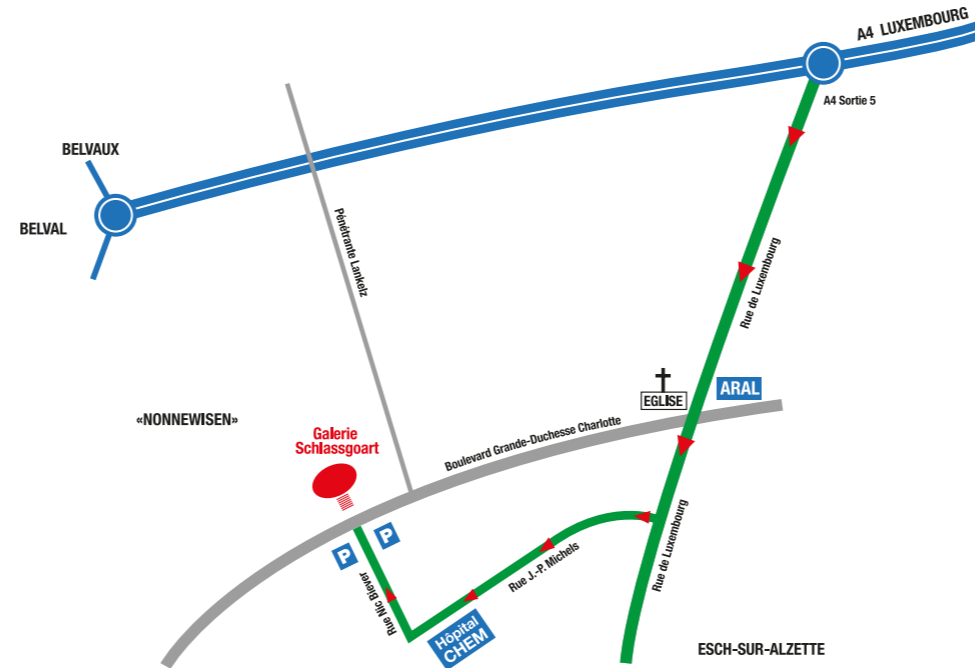 A4 LUXEMBOURG
A4 Sortie 5
BELVAUX
BELVAL
Pénétrante Lankelz
Rue de Luxembourg
ARAL
EGLISE
«NONNEWISEN»
Galerie
Schlassgoart
Boulevard Grande-Duchesse Charlotte
P
P
Rue Nic Biever
Rue J.-P. Michels
Rue de Luxembourg
Hôpital
CHEM
ESCH-SUR-ALZETTE